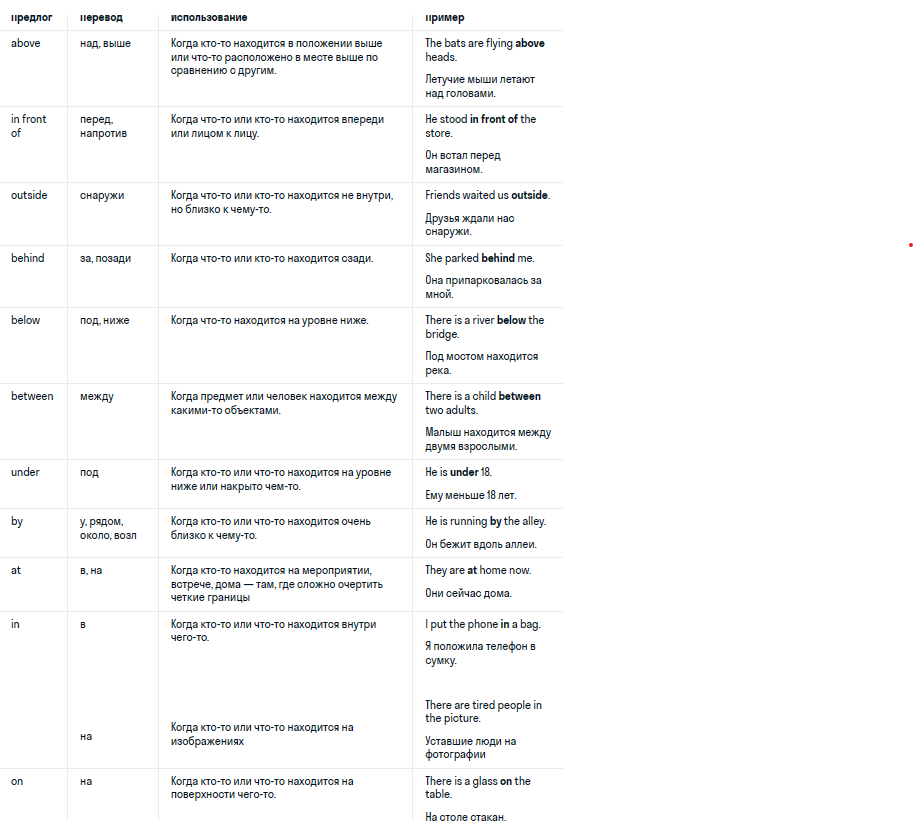 предлог перевод использование пример
above над, выше Когда кто-то находится в положении выше The bats are flying above
или что-то расположено в месте выше по heads.
сравнению с другим.
Летучие мыши летают
над головами.
in front перед, Когда что-то или кто-то находится впереди He stood in front of the
of напротив или лицом к лицу. store.
Он встал перед
магазином.
outside снаружи Когда что-то или кто-то находится не внутри, Friends waited us outside.
но близко к чему-то.
Друзья ждали нас
снаружи.
behind за, позади Когда что-то или кто-то находится сзади. She parked behind me.
Она припарковалась за
мной.
below под, ниже Когда что-то находится на уровне ниже. There is a river below the
bridge.
Под мостом находится
река.
between между Когда предмет или человек находится между There is a child between
какими-то объектами. two adults.
Малыш находится между
двумя взрослыми.
under под Когда кто-то или что-то находится на уровне He is under 18.
ниже или накрыто чем-то.
Ему меньше 18 лет.
by у, рядом, Когда кто-то или что-то находится очень He is running by the alley.
около, возл близко к чему-то.
Он бежит вдоль аллеи.
at в, на Когда кто-то находится на мероприятии, They are at home now.
встрече, дома — там, где сложно очертить
четкие границы
Они сейчас дома.
in в Когда кто-то или что-то находится внутри I put the phone in a bag.
чего-то.
Я положила телефон в
сумку.
There are tired people in
the picture.
на Когда кто-то или что-то находится на
изображениях
Уставшие люди на
фотографии
on на Когда кто-то или что-то находится на There is a glass on the
поверхности чего-то. table.
На столе стакан.